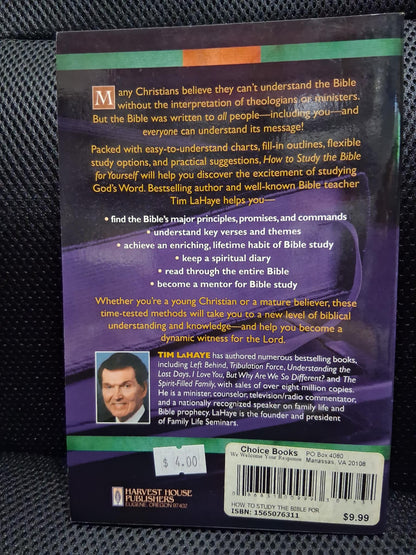 Many Christians believe they can't understand the Bible
without the interpretation of theologians or ministers.
But the Bible was written to all people—including you—and
everyone can understand its message!
Packed with easy-to-understand charts, fill-in outlines, flexible
study options, and practical suggestions, How to Study the Bible
for Yourself will help you discover the excitement of studying
God's Word. Bestselling author and well-known Bible teacher
Tim LaHaye helps you—
• find the Bible's major principles, promises, and commands
• understand key verses and themes
• achieve an enriching, lifetime habit of Bible study
• keep a spiritual diary
• read through the entire Bible
• become a mentor for Bible study
Whether you're a young Christian or a mature believer, these
time-tested methods will take you to a new level of biblical
understanding and knowledge—and help you become a
dynamic witness for the Lord.
TIM LAHAYE has authored numerous bestselling books,
including Left Behind, Tribulation Force, Understanding the
Last Days, I Love You, But Why Are We So Different? and The
Spirit-Filled Family, with sales of over eight million copies.
He is a minister, counselor, television/radio commentator,
and a nationally recognized speaker on family life and
Bible prophecy. LaHaye is the founder and president
of Family Life Seminars.
$ 4.00
Choice Books PO Box 4080
We Welcome Your Response Manassas, VA 20108
HOW TO STUDY THE BIBLE FOR
ISBN: 1565076311
$9.99
HARVEST HOUSE
PUBLISHERS
EUGENE, OREGON 97402